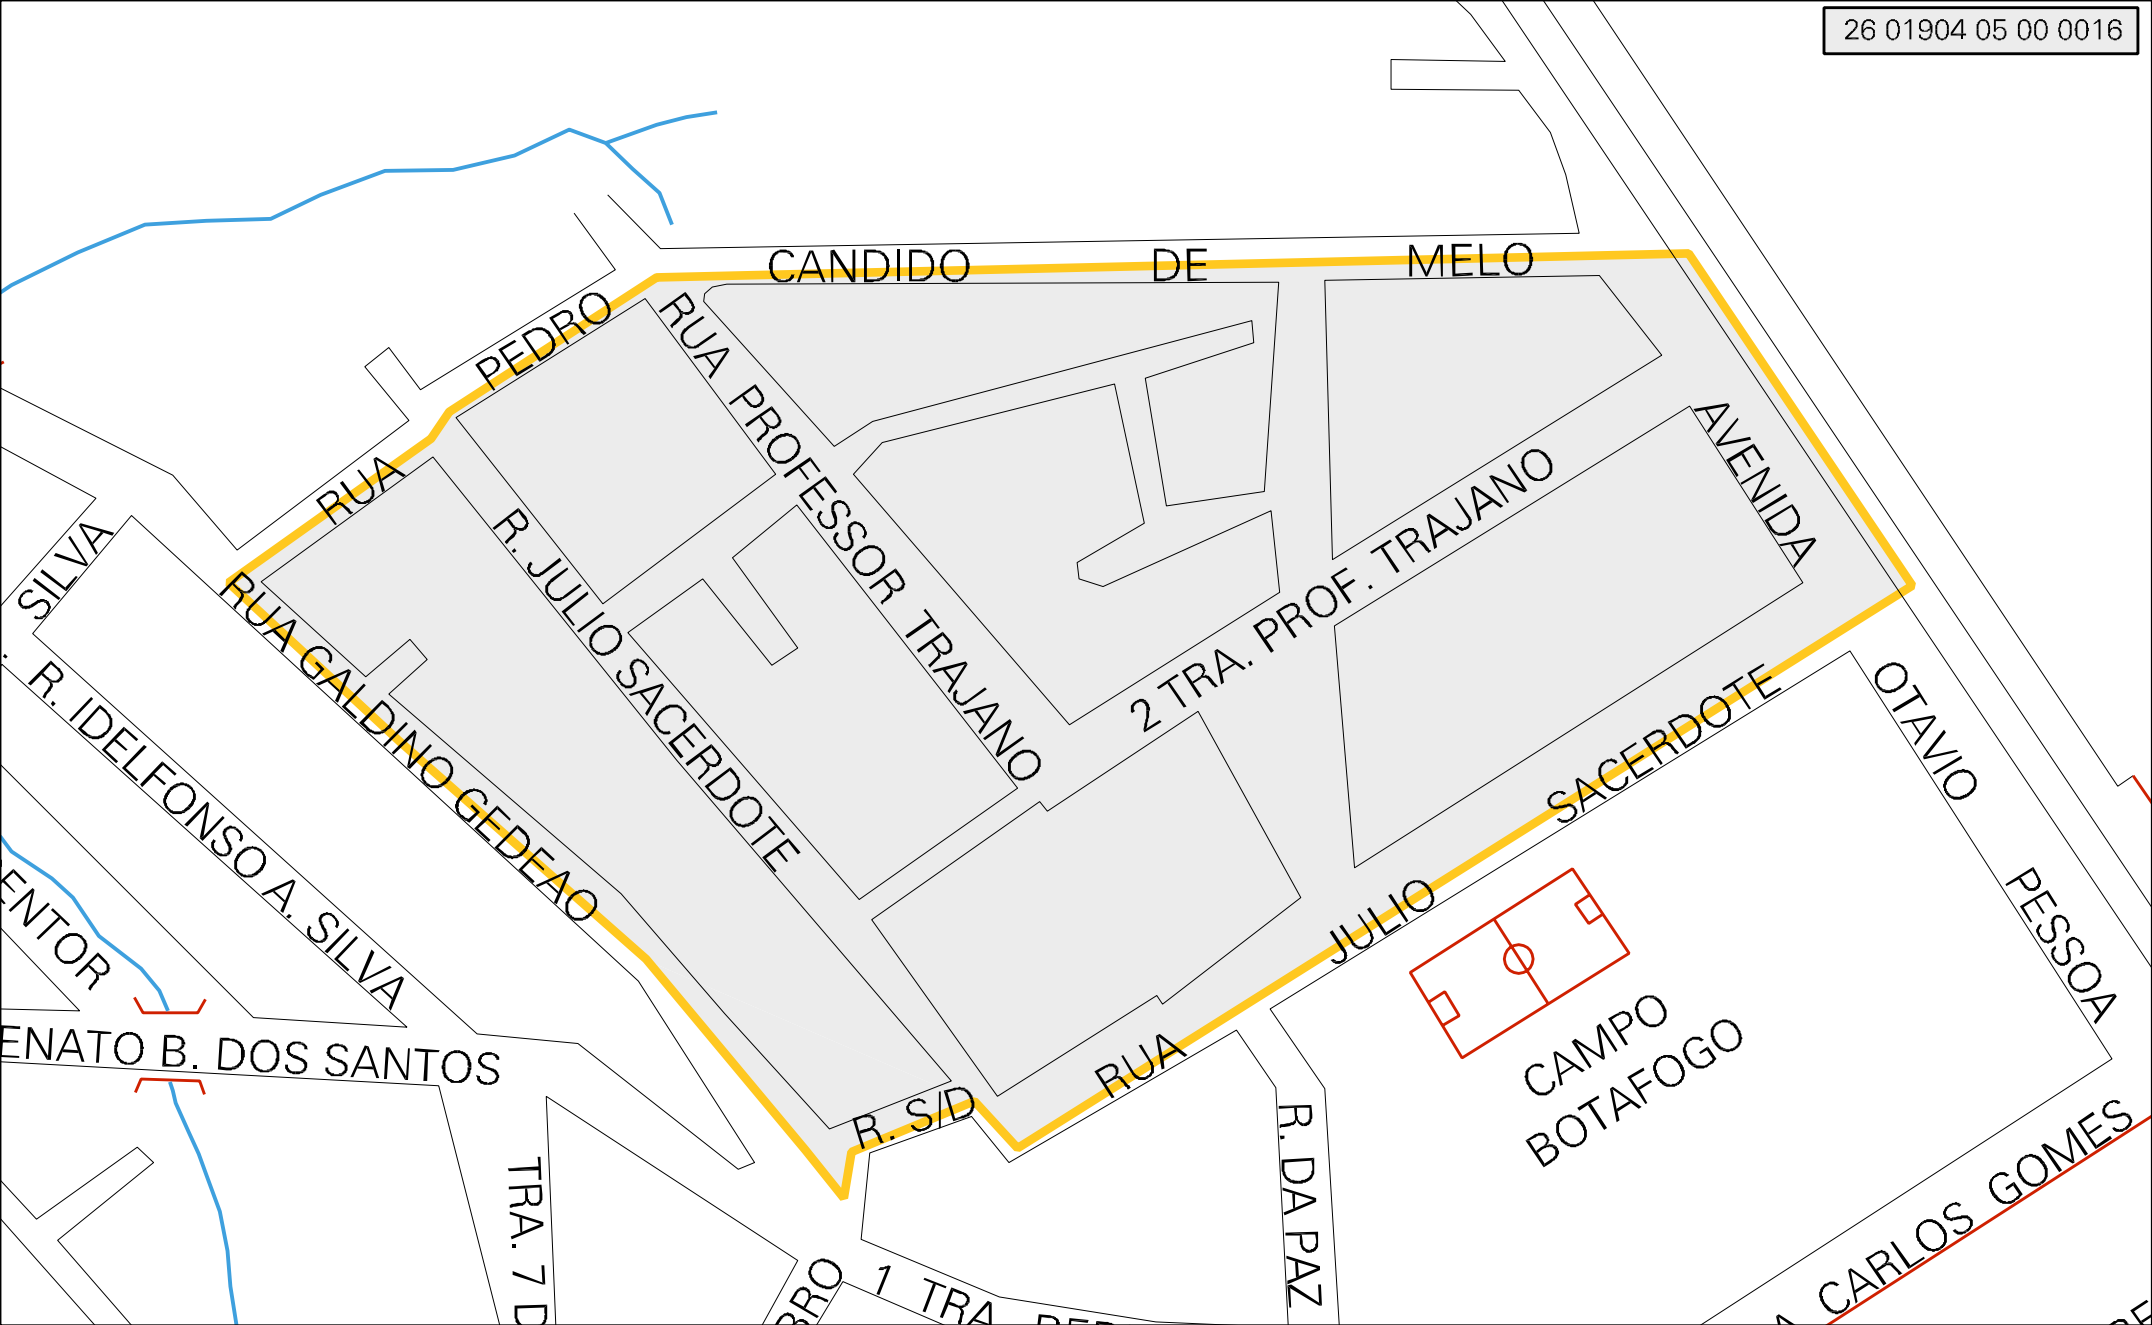 26 01904 05 00 0016
RUA PEDRO CANDIDO DE MELO
RUA PROFESSOR TRAJANO
AVENIDA OTAVIO PESSOA
2 TRA. PROF. TRAJANO
R. JULIO SACERDOTE
SILVA
RUA GALDINO GEDEAO
R. IDELFONSO A. SILVA
RUA JULIO SACERDOTE
ENTOR
CAMPO
BOTAFOGO
ENATO B. DOS SANTOS
R. S/D
R. DA PAZ
TRA. 7 D
BRO
1 TRA.
A. CARLOS GOMES